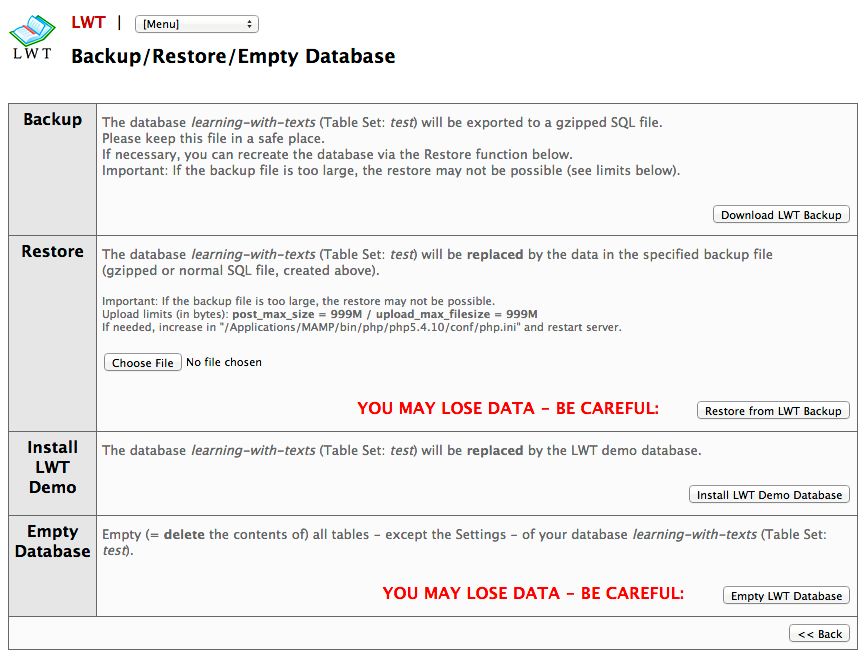 LWT | [Menu]
LWT
Backup/Restore/Empty Database
Backup
The database learning-with-texts (Table Set: test) will be exported to a gzipped SQL file.
Please keep this file in a safe place.
If necessary, you can recreate the database via the Restore function below.
Important: If the backup file is too large, the restore may not be possible (see limits below).
Download LWT Backup
Restore
The database learning-with-texts (Table Set: test) will be replaced by the data in the specified backup file
(gzipped or normal SQL file, created above).
Important: If the backup file is too large, the restore may not be possible.
Upload limits (in bytes): post_max_size = 999M / upload_max_filesize = 999M
If needed, increase in "/Applications/MAMP/bin/php/php5.4.10/conf/php.ini" and restart server.
Choose File No file chosen
YOU MAY LOSE DATA - BE CAREFUL: Restore from LWT Backup
Install
LWT
Demo
The database learning-with-texts (Table Set: test) will be replaced by the LWT demo database.
Install LWT Demo Database
Empty
Database
Empty (= delete the contents of) all tables - except the Settings - of your database learning-with-texts (Table Set:
test).
YOU MAY LOSE DATA - BE CAREFUL: Empty LWT Database
<< Back